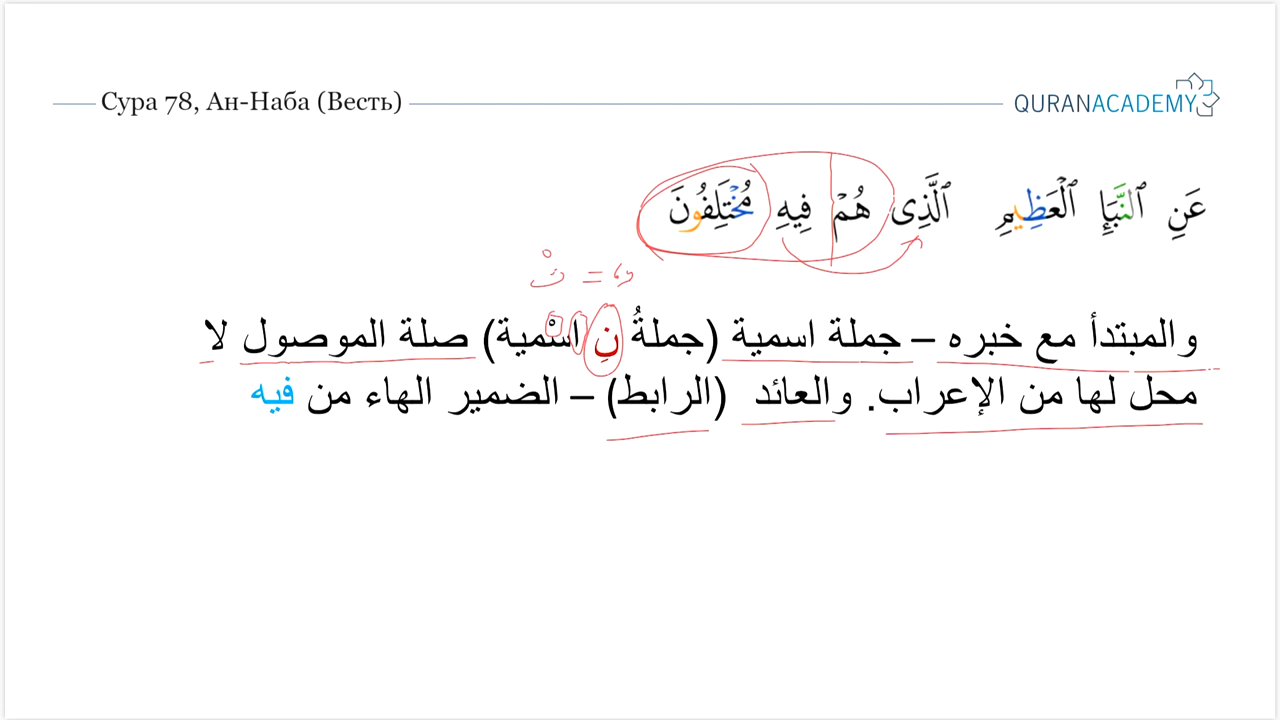 Сура 78, Ан-Наба (Весть)
QURANACADEMY
عَنِ ٱلنَّبَإِ ٱلْعَظِيمِ ٱلَّذِى هُمْ فِيهِ مُخْتَلِفُونَ
والمبتدأ مع خبره – جملة اسمية (جملةُ نِ اسْمية) صلة الموصول لا
محل لها من الإعراب. والعائد (الرابط) – الضمير الهاء من فيه